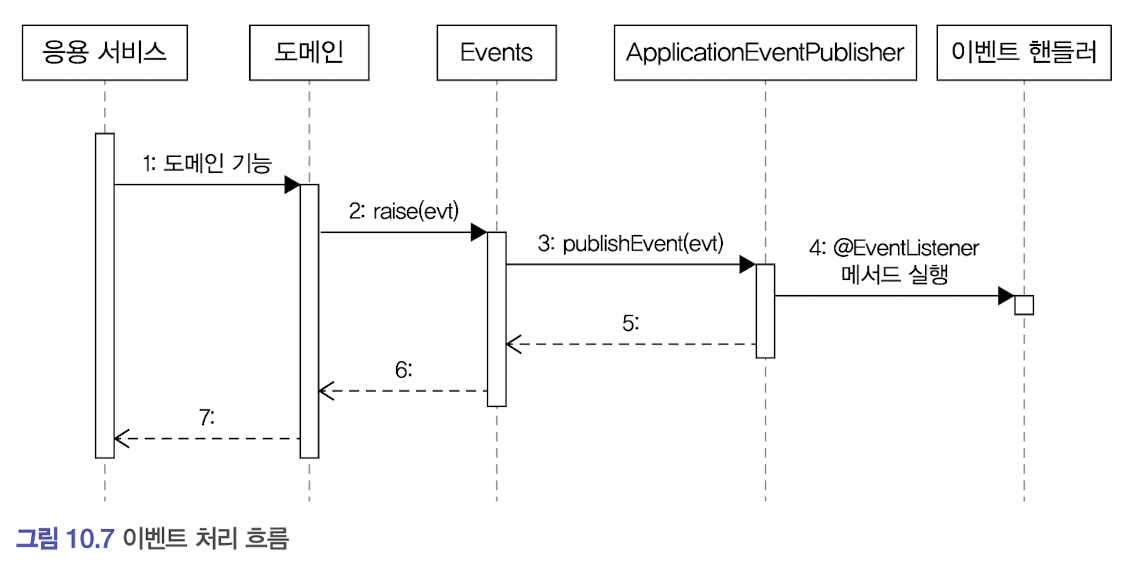 응용 서비스
도메인
Events
ApplicationEventPublisher
이벤트 핸들러
1: 도메인 기능
2: raise(evt)
3: publishEvent(evt)
4: @EventListener
메서드 실행
5:
6:
7:
그림 10.7 이벤트 처리 흐름